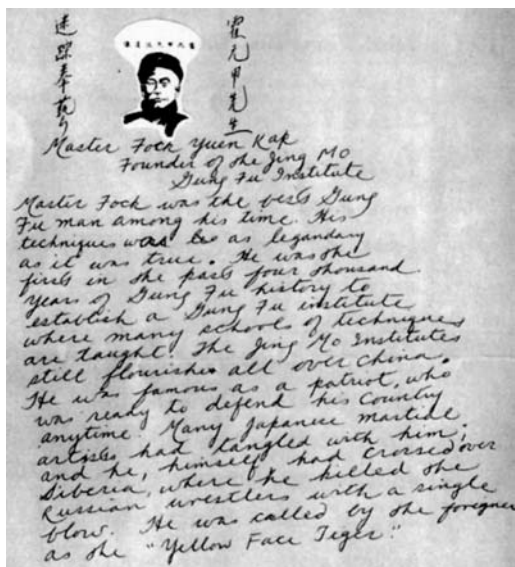 霍元甲先生
Master Fock Yuen Kap
Founder of the Jing Mo
Gung Fu Institute
Master Fock was the best Gung
Fu man among his time. His
technique was as legandary
as it was true. He was the
first in the past four thousand
years of Gung Fu history to
establish a Gung Fu institute
where many schools of techniques
are taught. The Jing Mo Institutes
still flourishes all over China.
He was famous as a patriot, who
was ready to defend his Country
anytime. Many Japanese martial
artists had tangled with him,
and he, himself, had crossed over
Siberia, where he killed the
Russian wrestlers with a single
blow. He was called by the foreigner
as the "Yellow Face Tiger."